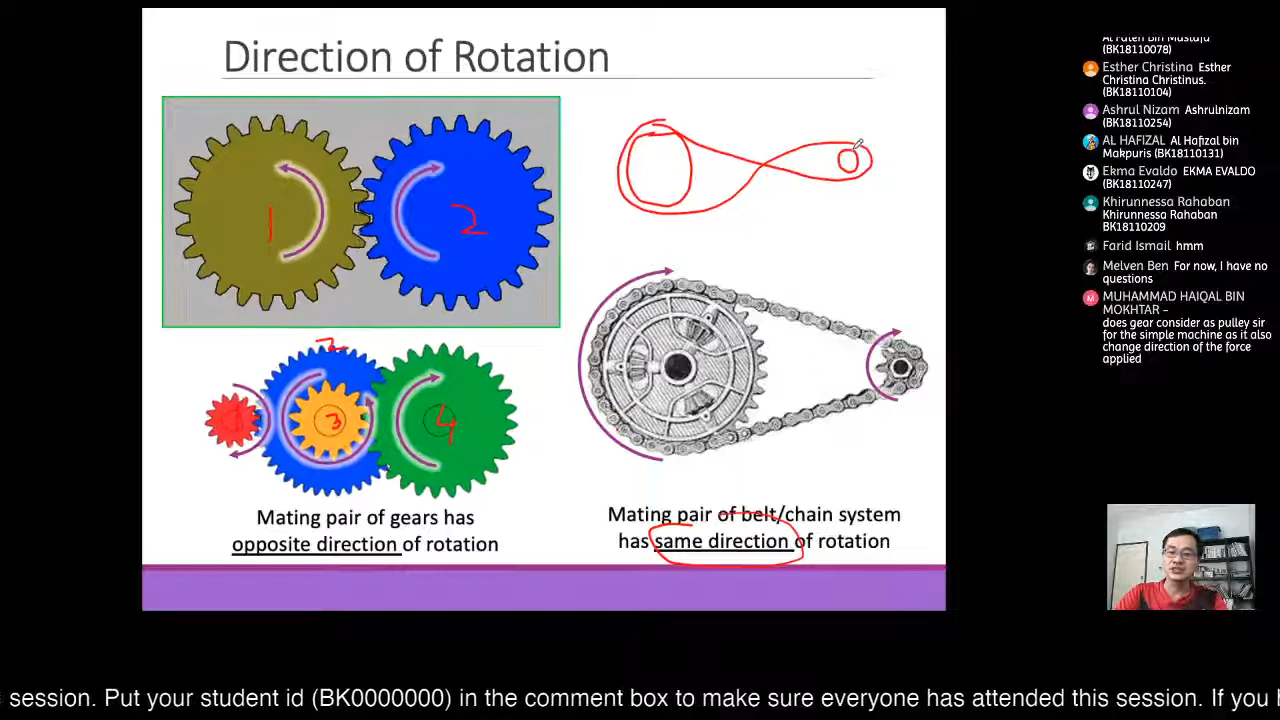 Direction of Rotation
1
2
2
3
4
Mating pair of gears has
opposite direction of rotation
Mating pair of belt/chain system
has same direction of rotation
(BK18110078)
Esther Christina Esther
Christina Christinus.
(BK18110104)
Ashrul Nizam Ashrulnizam
(BK18110254)
AL HAFIZAL Al Hafizal bin
Makpuris (BK18110131)
Ekma Evaldo EKMA EVALDO
(BK18110247)
Khirunnessa Rahaban
Khirunnessa Rahaban
BK18110209
Farid Ismail hmm
Melven Ben For now, I have no
questions
M MUHAMMAD HAIQAL BIN
MOKHTAR -
does gear consider as pulley sir
for the simple machine as it also
change direction of the force
applied
session. Put your student id (BK0000000) in the comment box to make sure everyone has attended this session. If you